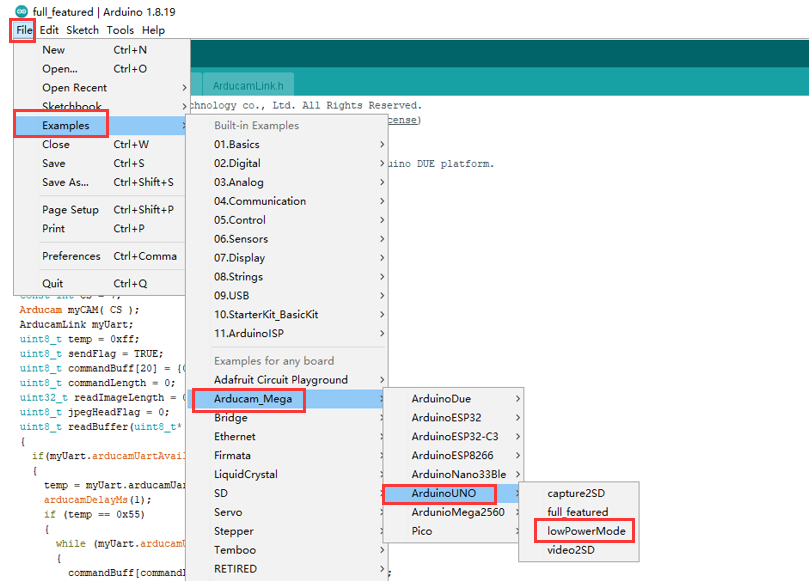 full_featured | Arduino 1.8.19
File Edit Sketch Tools Help
New Ctrl+N
Open... Ctrl+O
Open Recent
Sketchbook
Examples
Close Ctrl+W
Save Ctrl+S
Save As... Ctrl+Shift+S
Page Setup Ctrl+Shift+P
Print Ctrl+P
Preferences Ctrl+Comma
Quit Ctrl+Q
ArducamLink.h
chnology co., Ltd. All Rights Reserved.
cense)
uino DUE platform.
Built-in Examples
01.Basics
02.Digital
03.Analog
04.Communication
05.Control
06.Sensors
07.Display
08.Strings
09.USB
10.StarterKit_BasicKit
11.ArduinoISP
Examples for any board
Adafruit Circuit Playground
Arducam_Mega
Bridge
Ethernet
Firmata
LiquidCrystal
SD
Servo
Stepper
Temboo
RETIRED
ArduinoDue
ArduinoESP32
ArduinoESP32-C3
ArduinoESP8266
ArduinoNano33Ble
ArduinoUNO
ArdunioMega2560
Pico
capture2SD
full_featured
lowPowerMode
video2SD
const int CS = 7;
Arducam myCAM( CS );
ArducamLink myUart;
uint8_t temp = 0xff;
uint8_t sendFlag = TRUE;
uint8_t commandBuff[20] = {0
uint8_t commandLength = 0;
uint32_t readImageLength =
uint8_t jpegHeadFlag = 0;
uint8_t readBuffer(uint8_t*
{
if(myUart.arducamUartAvai
{
temp = myUart.arducamUar
arducamDelayMs(1);
if (temp == 0x55)
{
while (myUart.arducamU
{
commandBuff[command